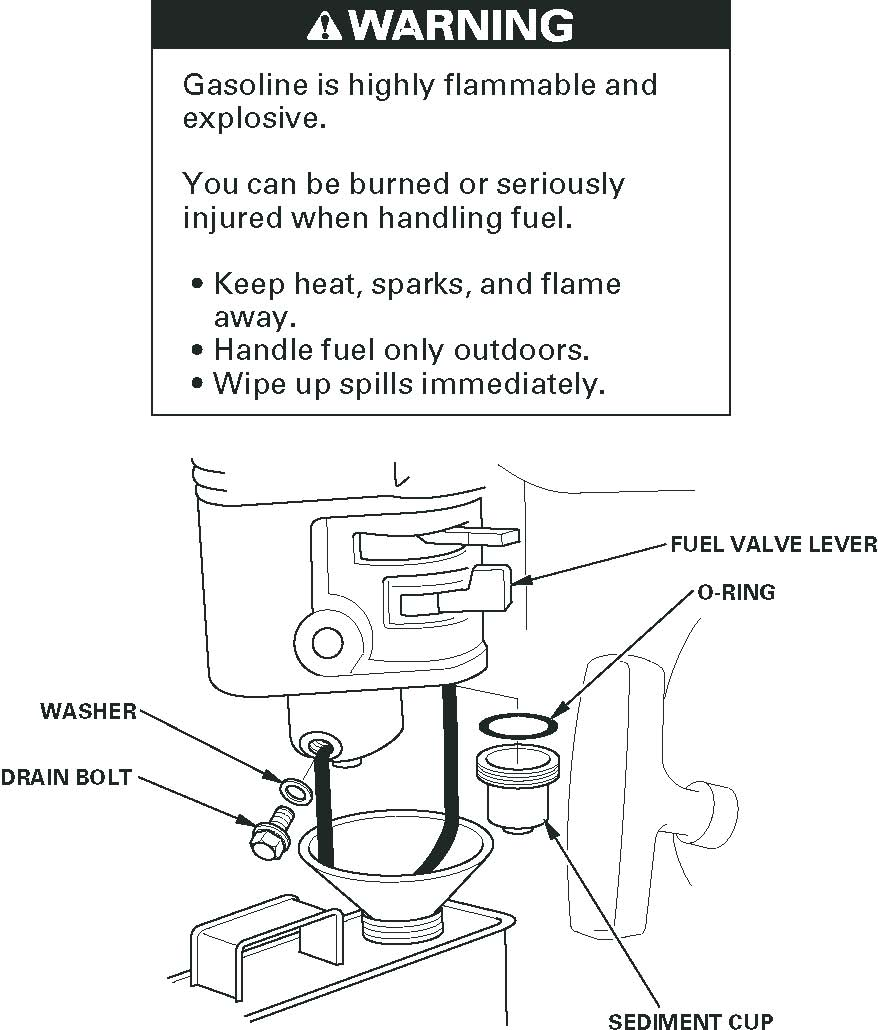 ⚠WARNING
Gasoline is highly flammable and
explosive.
You can be burned or seriously
injured when handling fuel.
• Keep heat, sparks, and flame
away.
• Handle fuel only outdoors.
• Wipe up spills immediately.
FUEL VALVE LEVER
O-RING
WASHER
DRAIN BOLT
SEDIMENT CUP